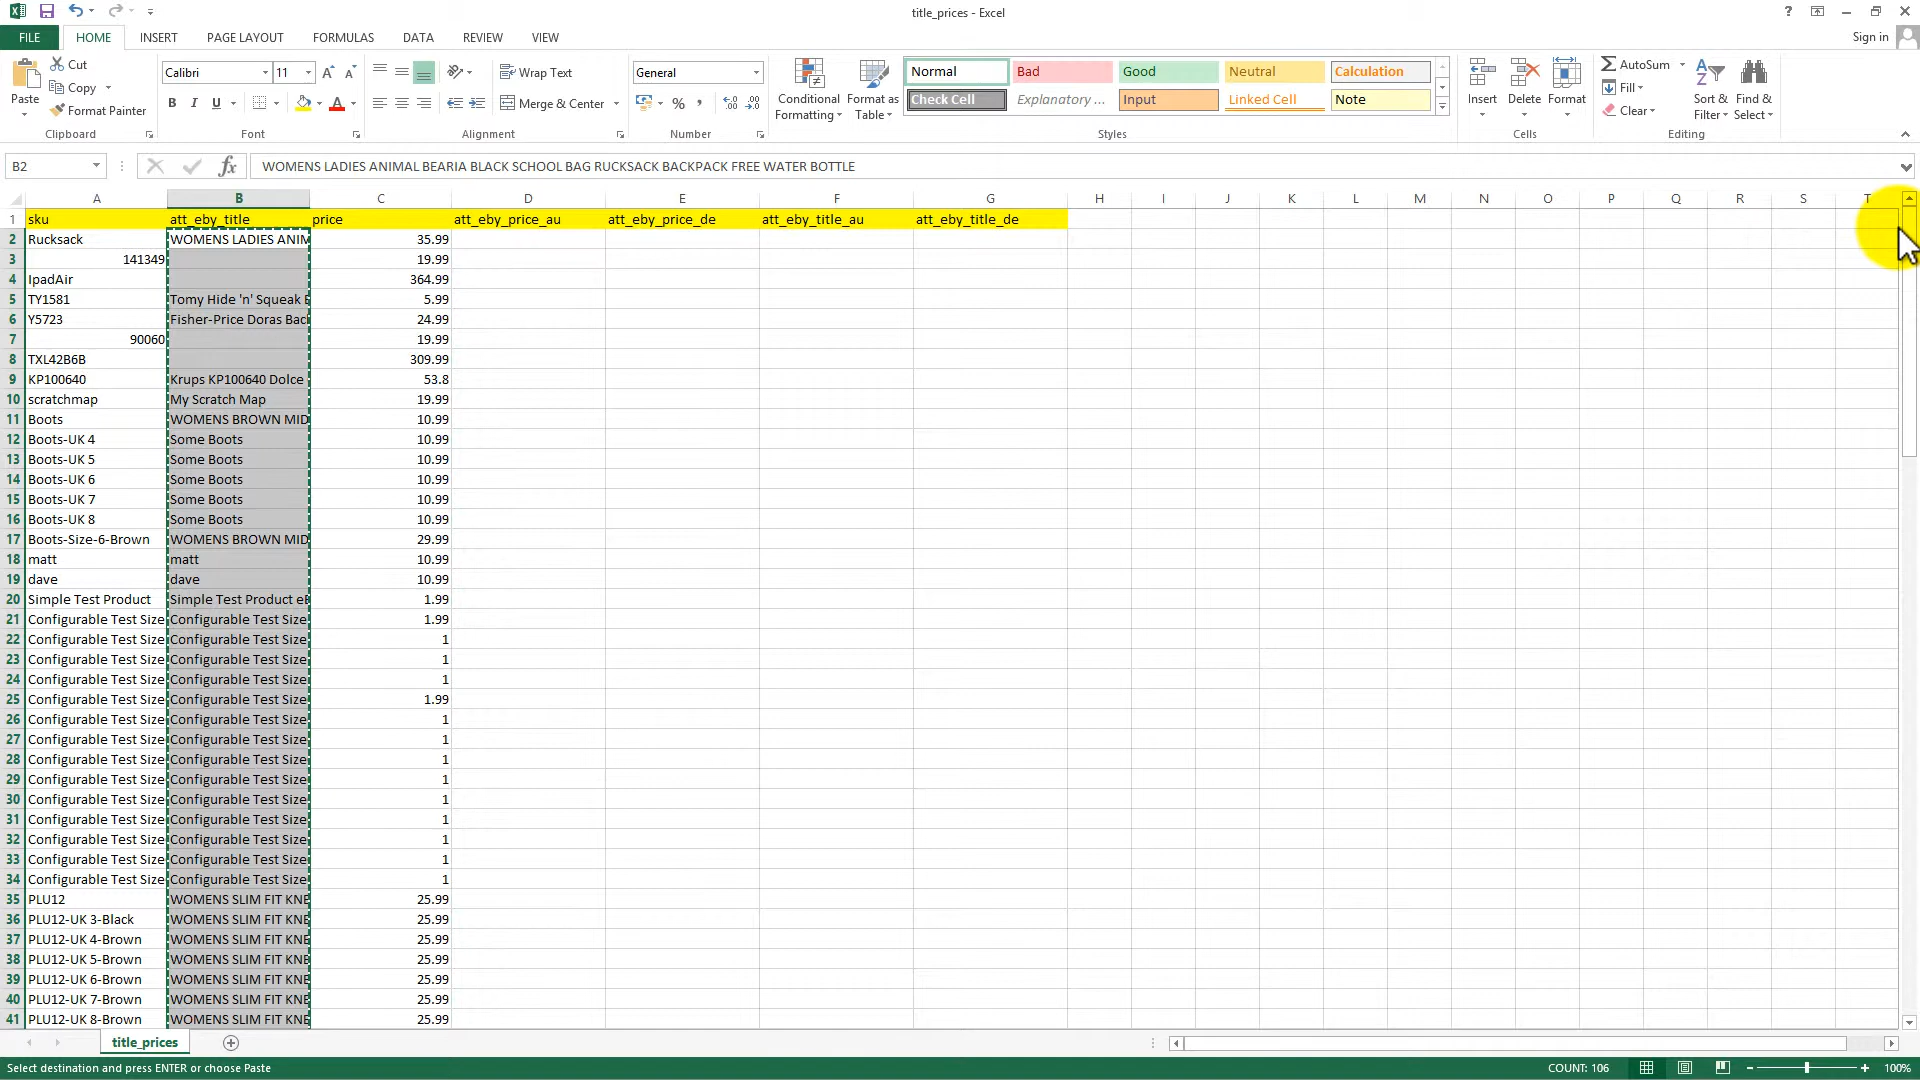 title_prices - Excel
?
FILE HOME INSERT PAGE LAYOUT FORMULAS DATA REVIEW VIEW Sign in
Paste
Cut
Copy
Format Painter
Clipboard
Calibri 11
B I U
Font
Wrap Text
Merge & Center
Alignment
General
%
Number
Conditional Formatting
Format as Table
Normal Bad Good Neutral Calculation
Check Cell Explanatory ... Input Linked Cell Note
Styles
Insert Delete Format
Cells
AutoSum
Fill
Clear
Sort & Filter
Find & Select
Editing
B2 fx WOMENS LADIES ANIMAL BEARIA BLACK SCHOOL BAG RUCKSACK BACKPACK FREE WATER BOTTLE
A B C D E F G H I J K L M N O P Q R S T
1 sku att_eby_title price att_eby_price_au att_eby_price_de att_eby_title_au att_eby_title_de
2 Rucksack WOMENS LADIES ANIM 35.99
3 141349 19.99
4 IpadAir 364.99
5 TY1581 Tomy Hide 'n' Squeak E 5.99
6 Y5723 Fisher-Price Doras Bac 24.99
7 90060 19.99
8 TXL42B6B 309.99
9 KP100640 Krups KP100640 Dolce 53.8
10 scratchmap My Scratch Map 19.99
11 Boots WOMENS BROWN MID 10.99
12 Boots-UK 4 Some Boots 10.99
13 Boots-UK 5 Some Boots 10.99
14 Boots-UK 6 Some Boots 10.99
15 Boots-UK 7 Some Boots 10.99
16 Boots-UK 8 Some Boots 10.99
17 Boots-Size-6-Brown WOMENS BROWN MID 29.99
18 matt matt 10.99
19 dave dave 10.99
20 Simple Test Product Simple Test Product eE 1.99
21 Configurable Test Size Configurable Test Size 1.99
22 Configurable Test Size Configurable Test Size 1
23 Configurable Test Size Configurable Test Size 1
24 Configurable Test Size Configurable Test Size 1
25 Configurable Test Size Configurable Test Size 1.99
26 Configurable Test Size Configurable Test Size 1
27 Configurable Test Size Configurable Test Size 1
28 Configurable Test Size Configurable Test Size 1
29 Configurable Test Size Configurable Test Size 1
30 Configurable Test Size Configurable Test Size 1
31 Configurable Test Size Configurable Test Size 1
32 Configurable Test Size Configurable Test Size 1
33 Configurable Test Size Configurable Test Size 1
34 Configurable Test Size Configurable Test Size 1
35 PLU12 WOMENS SLIM FIT KNE 25.99
36 PLU12-UK 3-Black WOMENS SLIM FIT KNE 25.99
37 PLU12-UK 4-Brown WOMENS SLIM FIT KNE 25.99
38 PLU12-UK 5-Brown WOMENS SLIM FIT KNE 25.99
39 PLU12-UK 6-Brown WOMENS SLIM FIT KNE 25.99
40 PLU12-UK 7-Brown WOMENS SLIM FIT KNE 25.99
41 PLU12-UK 8-Brown WOMENS SLIM FIT KNE 25.99
title_prices
Select destination and press ENTER or choose Paste COUNT: 106 100%